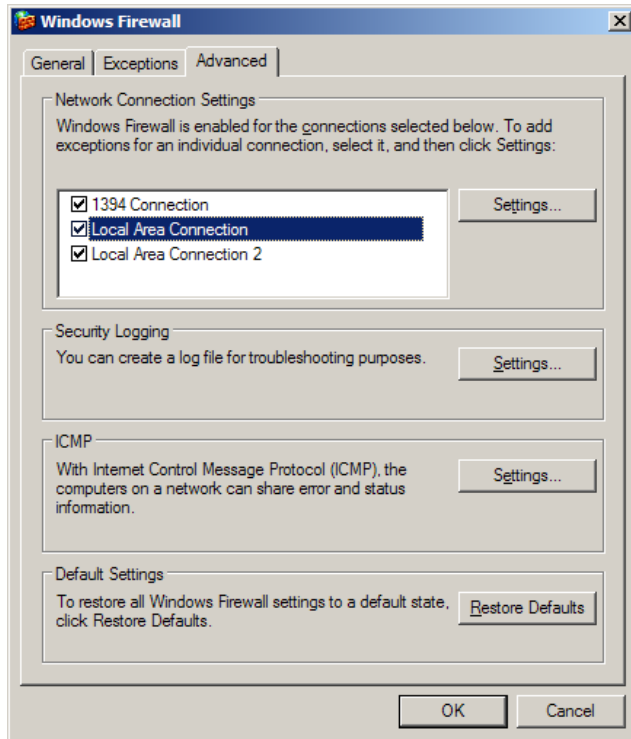 Windows Firewall
General
Exceptions
Advanced
Network Connection Settings
Windows Firewall is enabled for the connections selected below. To add
exceptions for an individual connection, select it, and then click Settings:
1394 Connection
Local Area Connection
Local Area Connection 2
Settings...
Security Logging
You can create a log file for troubleshooting purposes.
Settings...
ICMP
With Internet Control Message Protocol (ICMP), the
computers on a network can share error and status
information.
Settings...
Default Settings
To restore all Windows Firewall settings to a default state,
click Restore Defaults.
Restore Defaults
OK
Cancel